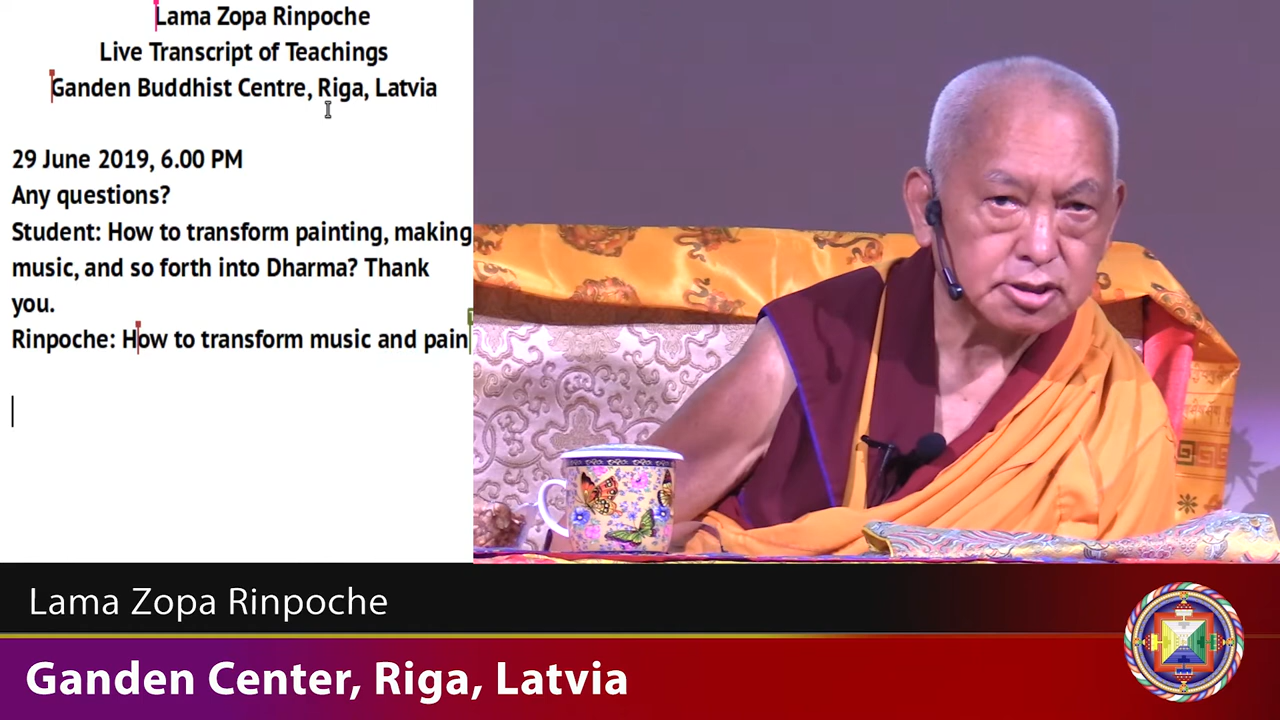 Lama Zopa Rinpoche
Live Transcript of Teachings
Ganden Buddhist Centre, Riga, Latvia
29 June 2019, 6.00 PM
Any questions?
Student: How to transform painting, making
music, and so forth into Dharma? Thank
you.
Rinpoche: How to transform music and pain
Lama Zopa Rinpoche
Ganden Center, Riga, Latvia